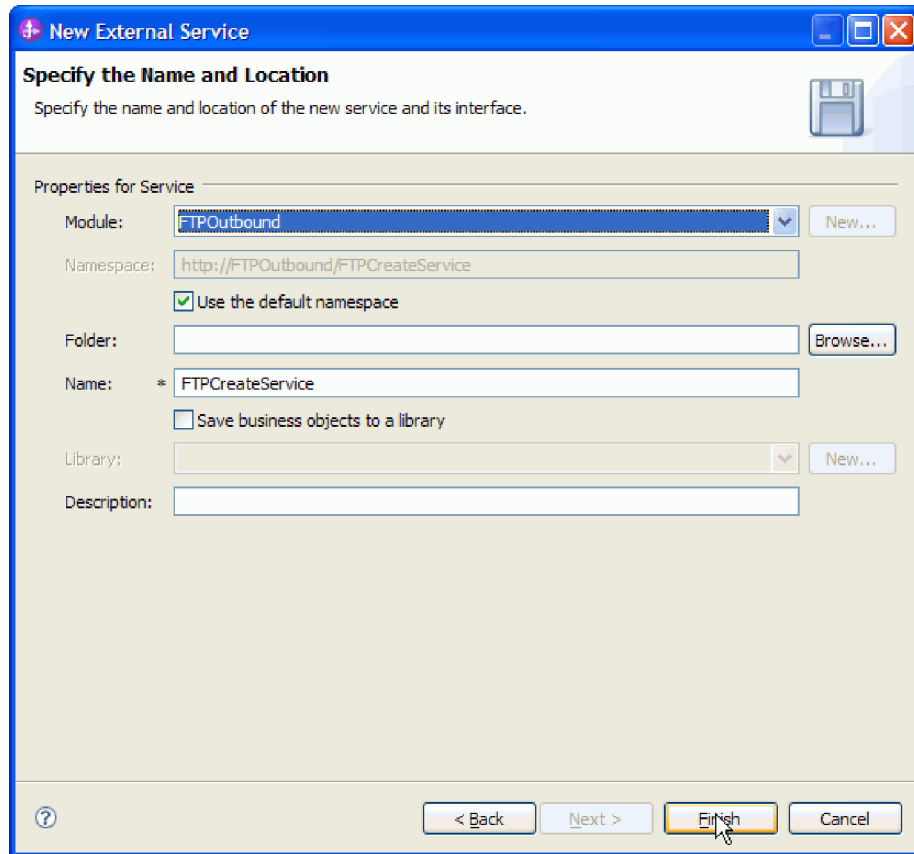 New External Service
Specify the Name and Location
Specify the name and location of the new service and its interface.
Properties for Service
Module: FTPOutbound New...
Namespace: http://FTPOutbound/FTPCreateService
Use the default namespace
Folder: Browse...
Name: * FTPCreateService
Save business objects to a library
Library: New...
Description:
? < Back Next > Finish Cancel